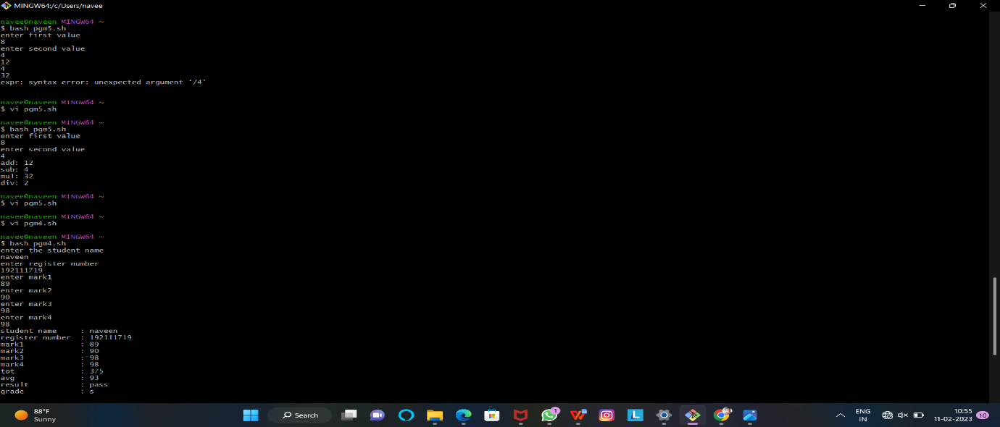 MINGW64:/c/Users/navee
navee@naveen MINGW64 ~
$ bash pgm5.sh
enter first value
8
enter second value
4
12
4
32
expr: syntax error: unexpected argument '/4'
navee@naveen MINGW64 ~
$ vi pgm5.sh
navee@naveen MINGW64 ~
$ bash pgm5.sh
enter first value
8
enter second value
4
add: 12
sub: 4
mul: 32
div: 2
navee@naveen MINGW64 ~
$ vi pgm5.sh
navee@naveen MINGW64 ~
$ vi pgm4.sh
navee@naveen MINGW64 ~
$ bash pgm4.sh
enter the student name
naveen
enter register number
192111719
enter mark1
89
enter mark2
90
enter mark3
98
enter mark4
98
student name : naveen
register number : 192111719
mark1 : 89
mark2 : 90
mark3 : 98
mark4 : 98
tot : 375
avg : 93
result : pass
grade : s
88°F
Sunny
Search
1
W
L
ENG
IN
10:55
11-02-2023
10